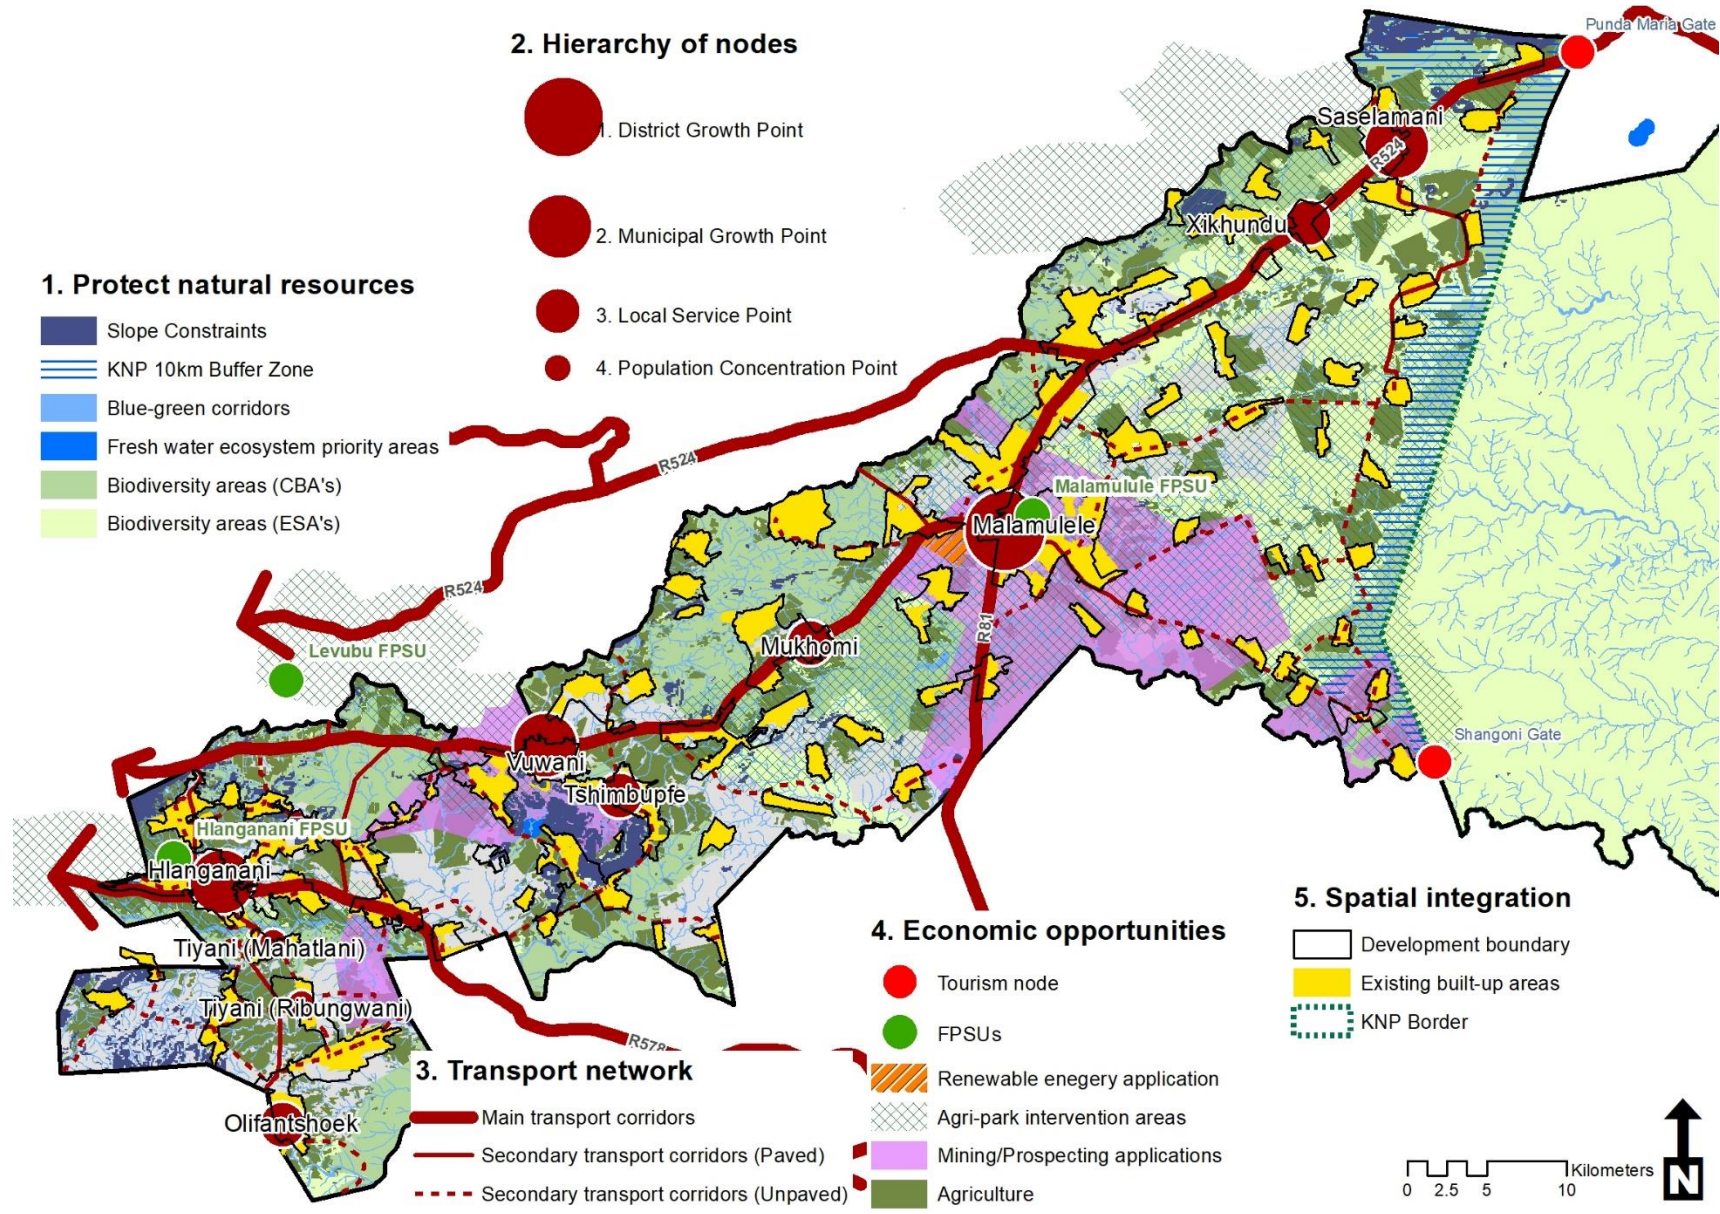 Punda Maria Gate
2. Hierarchy of nodes
1. District Growth Point
2. Municipal Growth Point
3. Local Service Point
4. Population Concentration Point
1. Protect natural resources
Slope Constraints
KNP 10km Buffer Zone
Blue-green corridors
Fresh water ecosystem priority areas
Biodiversity areas (CBA's)
Biodiversity areas (ESA's)
Saselamani
R524
Xikhundu
R524
Malamulule FPSU
Malamulele
R524
R81
Mukhomi
Levubu FPSU
Shangoni Gate
Vuwani
Tshimbupfe
Hlanganani FPSU
Hlanganani
Tiyani (Mahatlani)
Tiyani (Ribungwani)
R578
Olifantshoek
3. Transport network
Main transport corridors
Secondary transport corridors (Paved)
Secondary transport corridors (Unpaved)
4. Economic opportunities
Tourism node
FPSUs
Renewable enegery application
Agri-park intervention areas
Mining/Prospecting applications
Agriculture
5. Spatial integration
Development boundary
Existing built-up areas
KNP Border
Kilometers
0 2.5 5 10
N